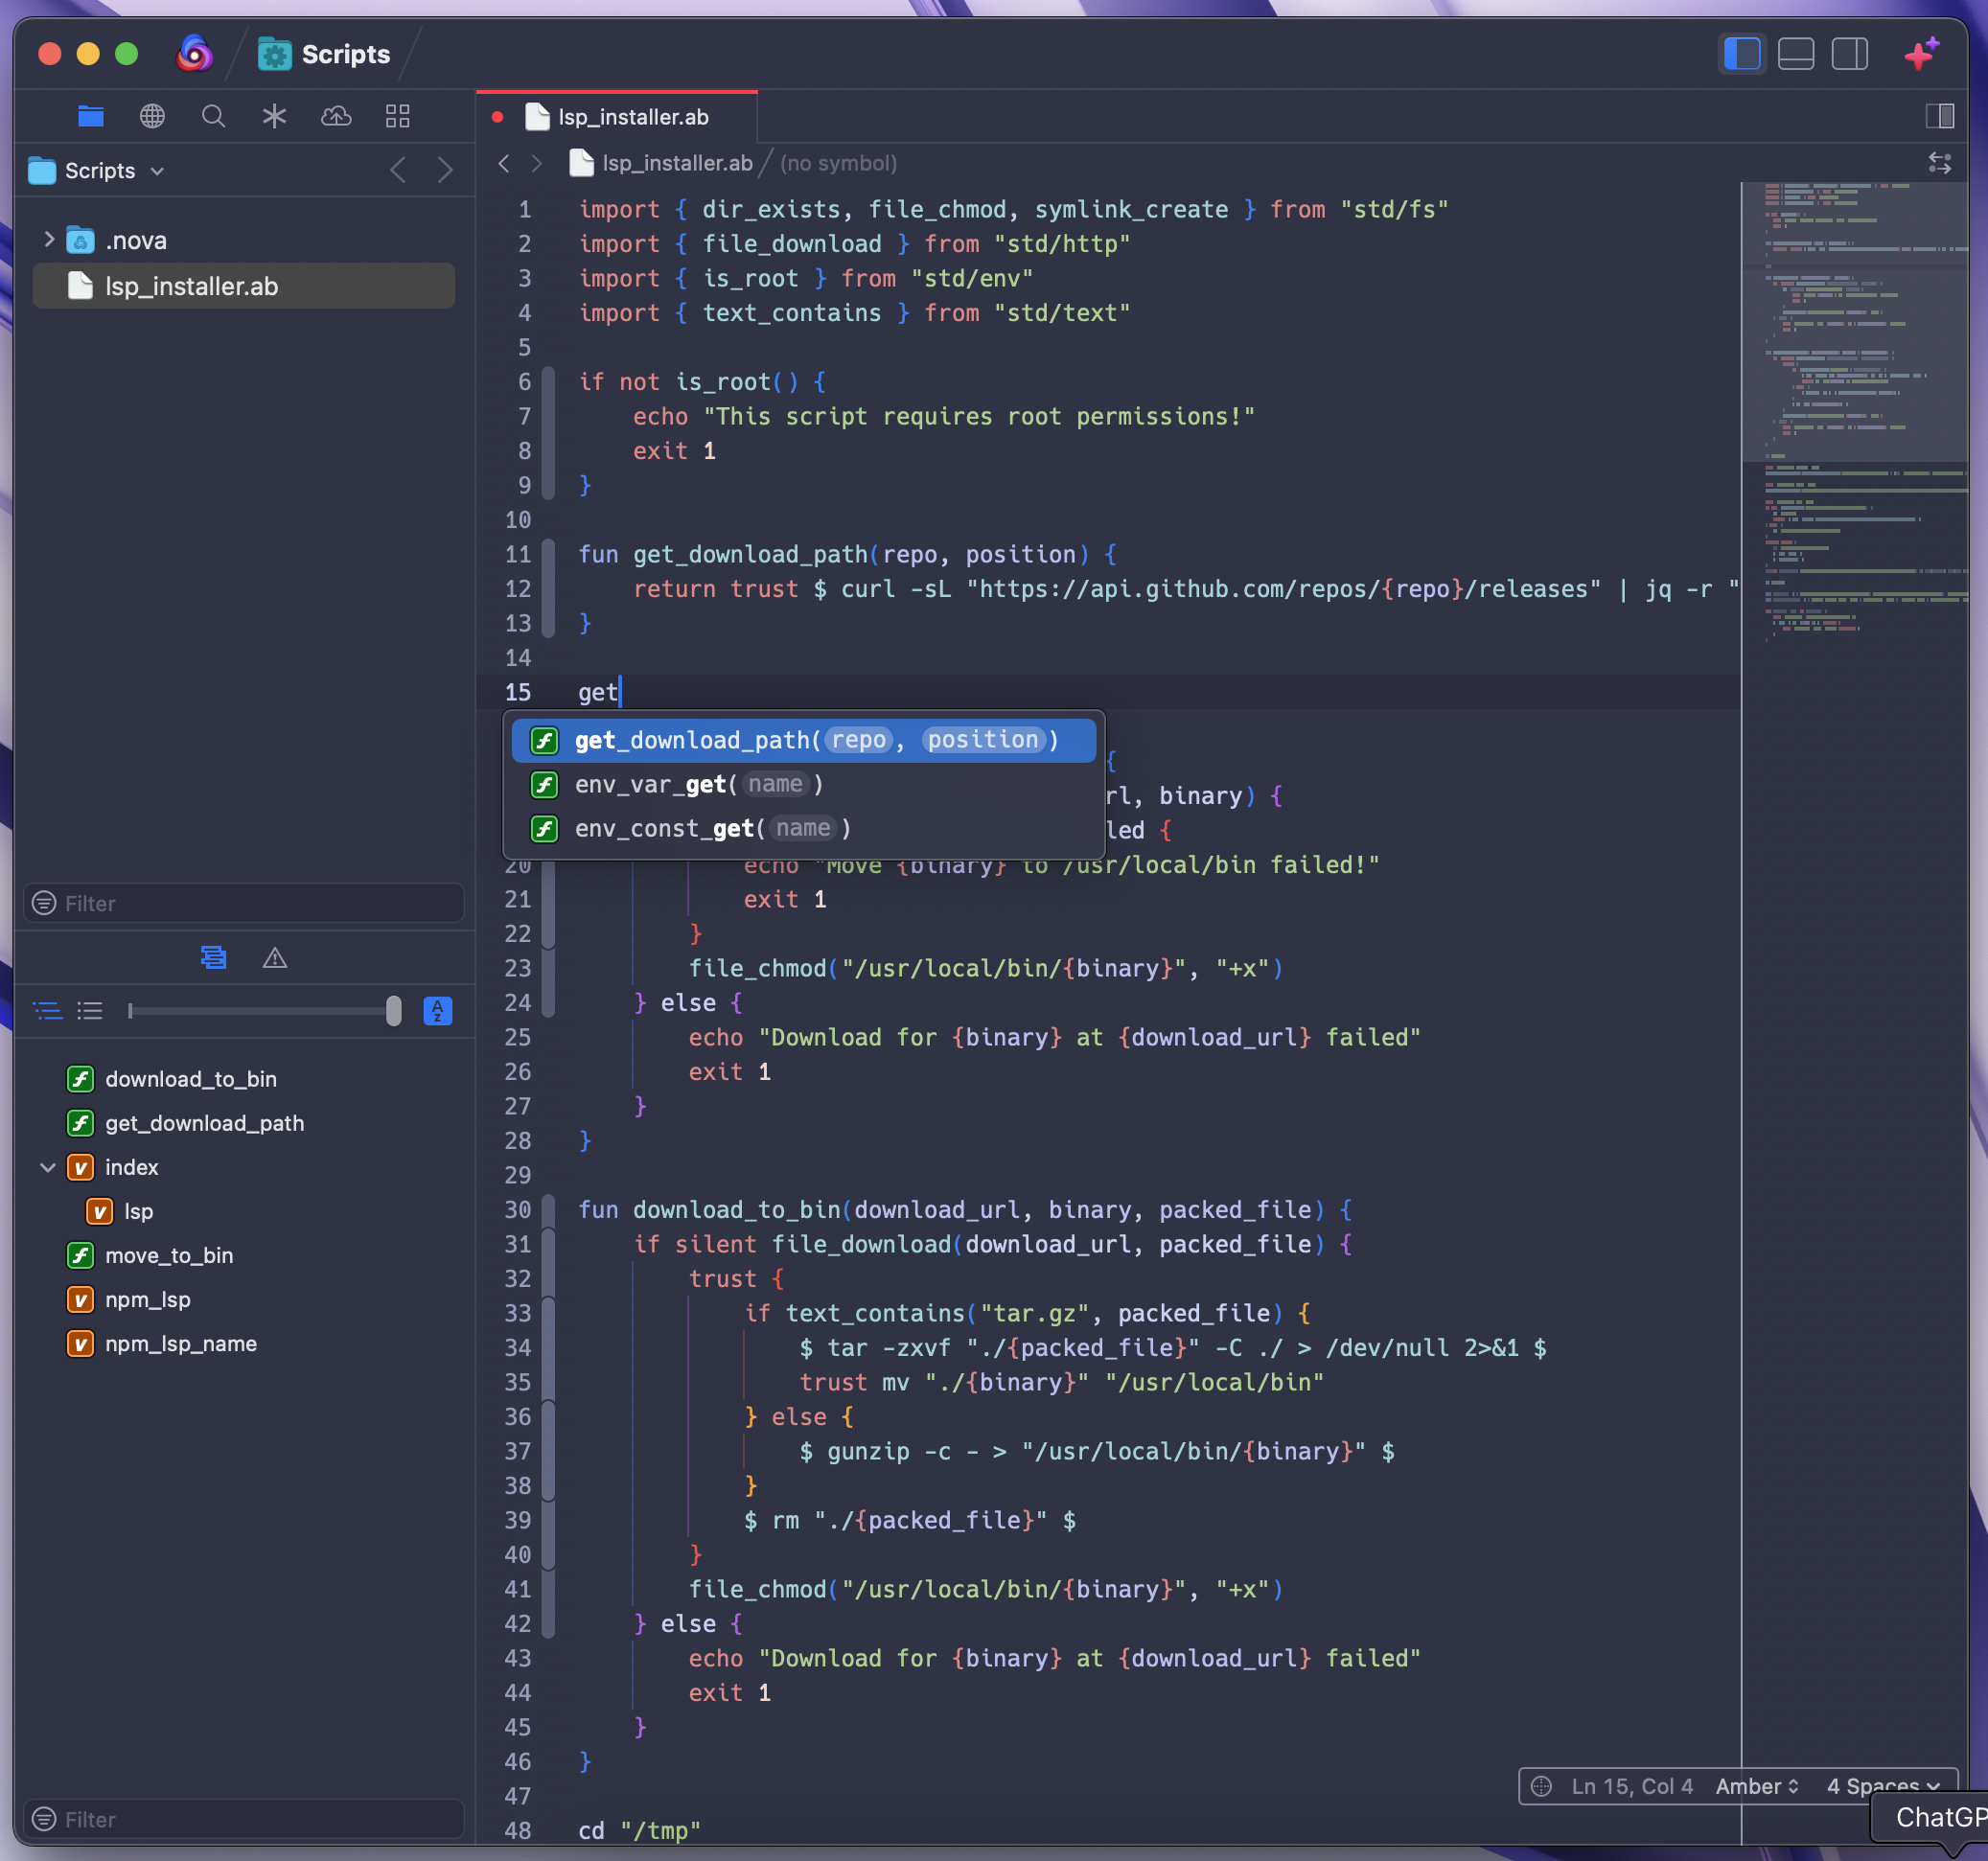 Scripts
lsp_installer.ab
Scripts
lsp_installer.ab
(no symbol)
.nova
lsp_installer.ab
1 import { dir_exists, file_chmod, symlink_create } from "std/fs"
2 import { file_download } from "std/http"
3 import { is_root } from "std/env"
4 import { text_contains } from "std/text"
5
6 if not is_root() {
7 echo "This script requires root permissions!"
8 exit 1
9 }
10
11 fun get_download_path(repo, position) {
12 return trust $ curl -sL "https://api.github.com/repos/{repo}/releases" | jq -r "
13 }
14
15 get
get_download_path(repo, position)
env_var_get(name)
env_const_get(name)
{
rl, binary) {
led {
20 echo "Move {binary} to /usr/local/bin failed!"
21 exit 1
22 }
23 file_chmod("/usr/local/bin/{binary}", "+x")
24 } else {
25 echo "Download for {binary} at {download_url} failed"
26 exit 1
27 }
28 }
29
30 fun download_to_bin(download_url, binary, packed_file) {
31 if silent file_download(download_url, packed_file) {
32 trust {
33 if text_contains("tar.gz", packed_file) {
34 $ tar -zxvf "./{packed_file}" -C ./ > /dev/null 2>&1 $
35 trust mv "./{binary}" "/usr/local/bin"
36 } else {
37 $ gunzip -c - > "/usr/local/bin/{binary}" $
38 }
39 $ rm "./{packed_file}" $
40 }
41 file_chmod("/usr/local/bin/{binary}", "+x")
42 } else {
43 echo "Download for {binary} at {download_url} failed"
44 exit 1
45 }
46 }
47
48 cd "/tmp"
Filter
A
Z
download_to_bin
get_download_path
index
lsp
move_to_bin
npm_lsp
npm_lsp_name
Filter
Ln 15, Col 4 Amber 4 Spaces
ChatGP